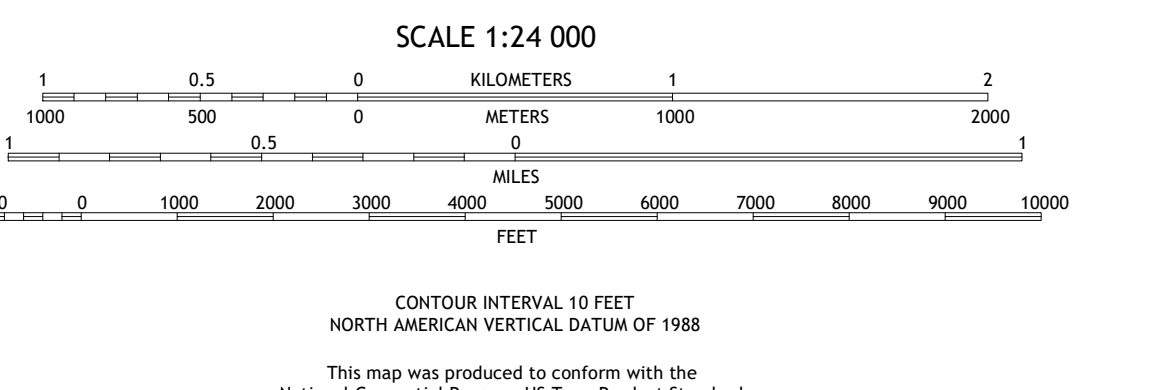 SCALE 1:24 000
1 0.5 0 KILOMETERS 1 2
1000 500 0 METERS 1000 2000
1 0.5 0 1
MILES
0 0 1000 2000 3000 4000 5000 6000 7000 8000 9000 10000
FEET
CONTOUR INTERVAL 10 FEET
NORTH AMERICAN VERTICAL DATUM OF 1988
This map was produced to conform with the